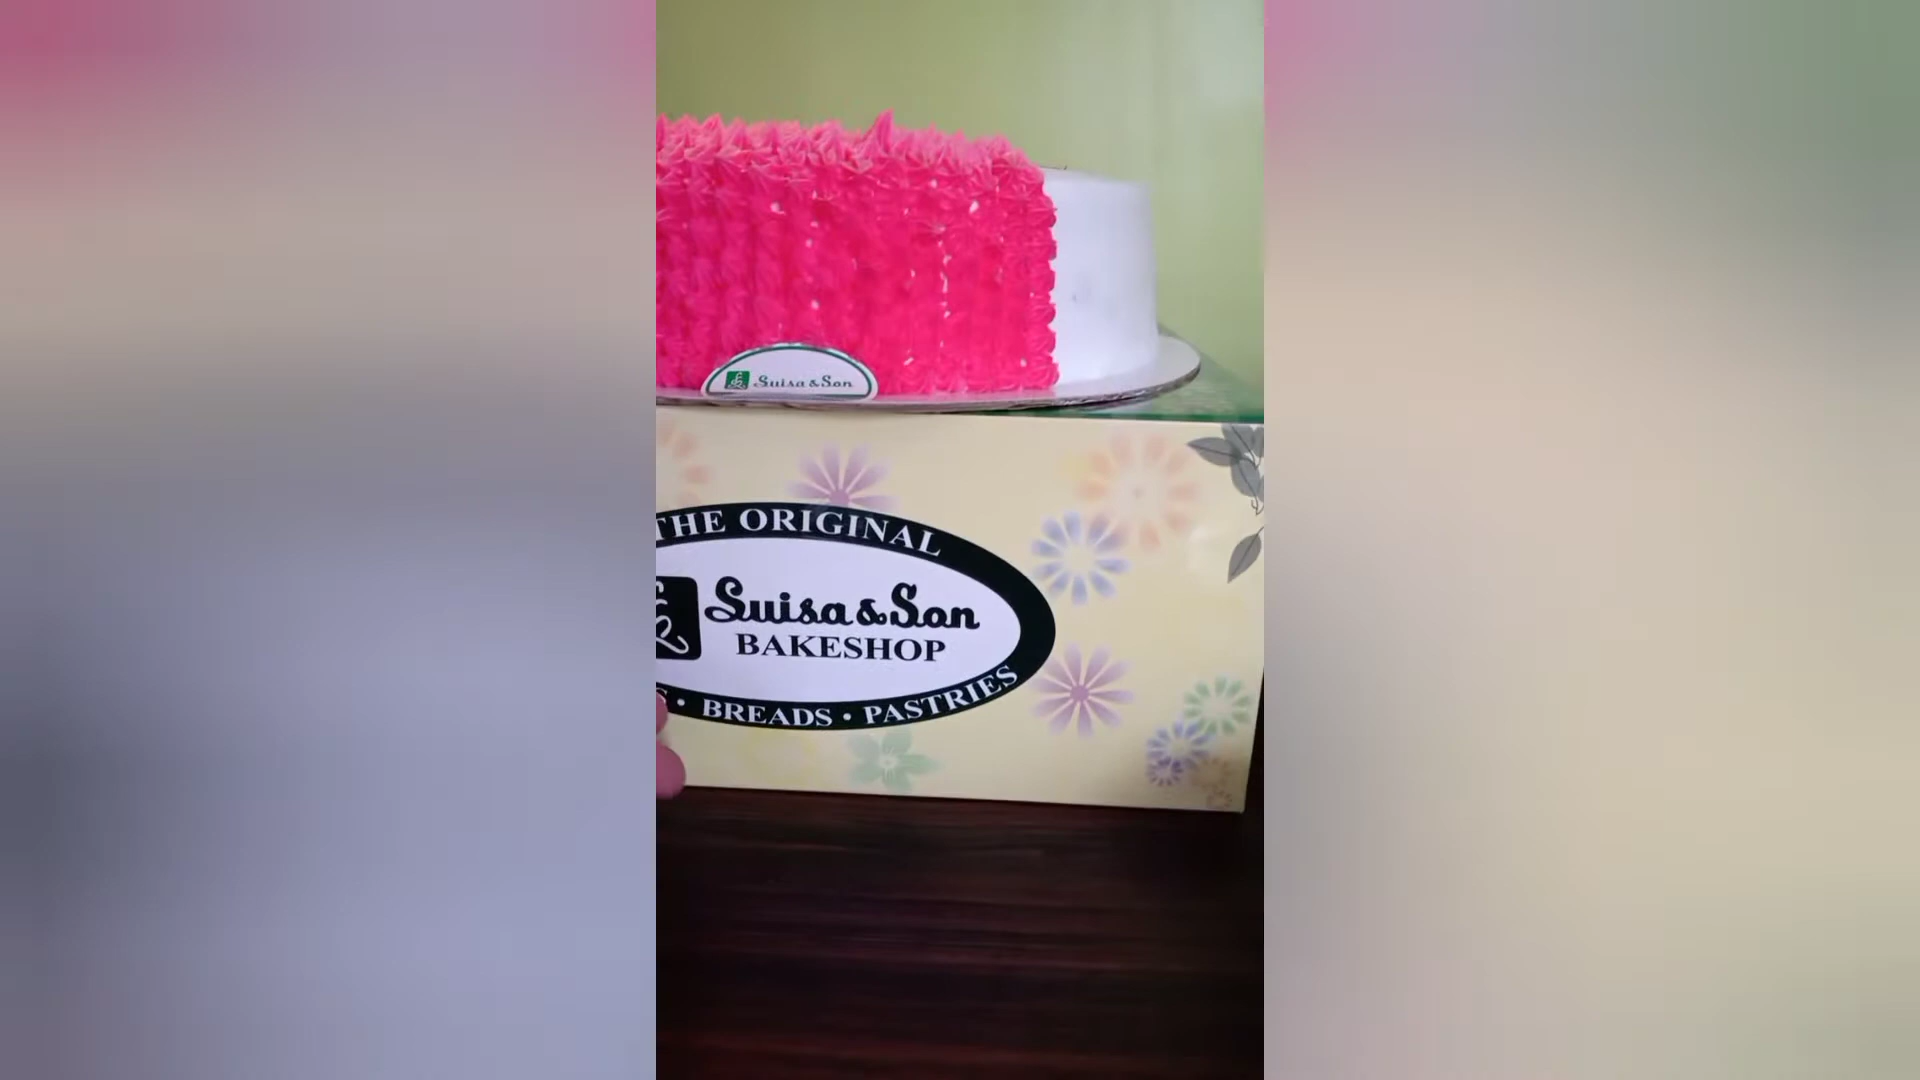 Suisa & Son
THE ORIGINAL
Suisa & Son
BAKESHOP
• BREADS • PASTRIES